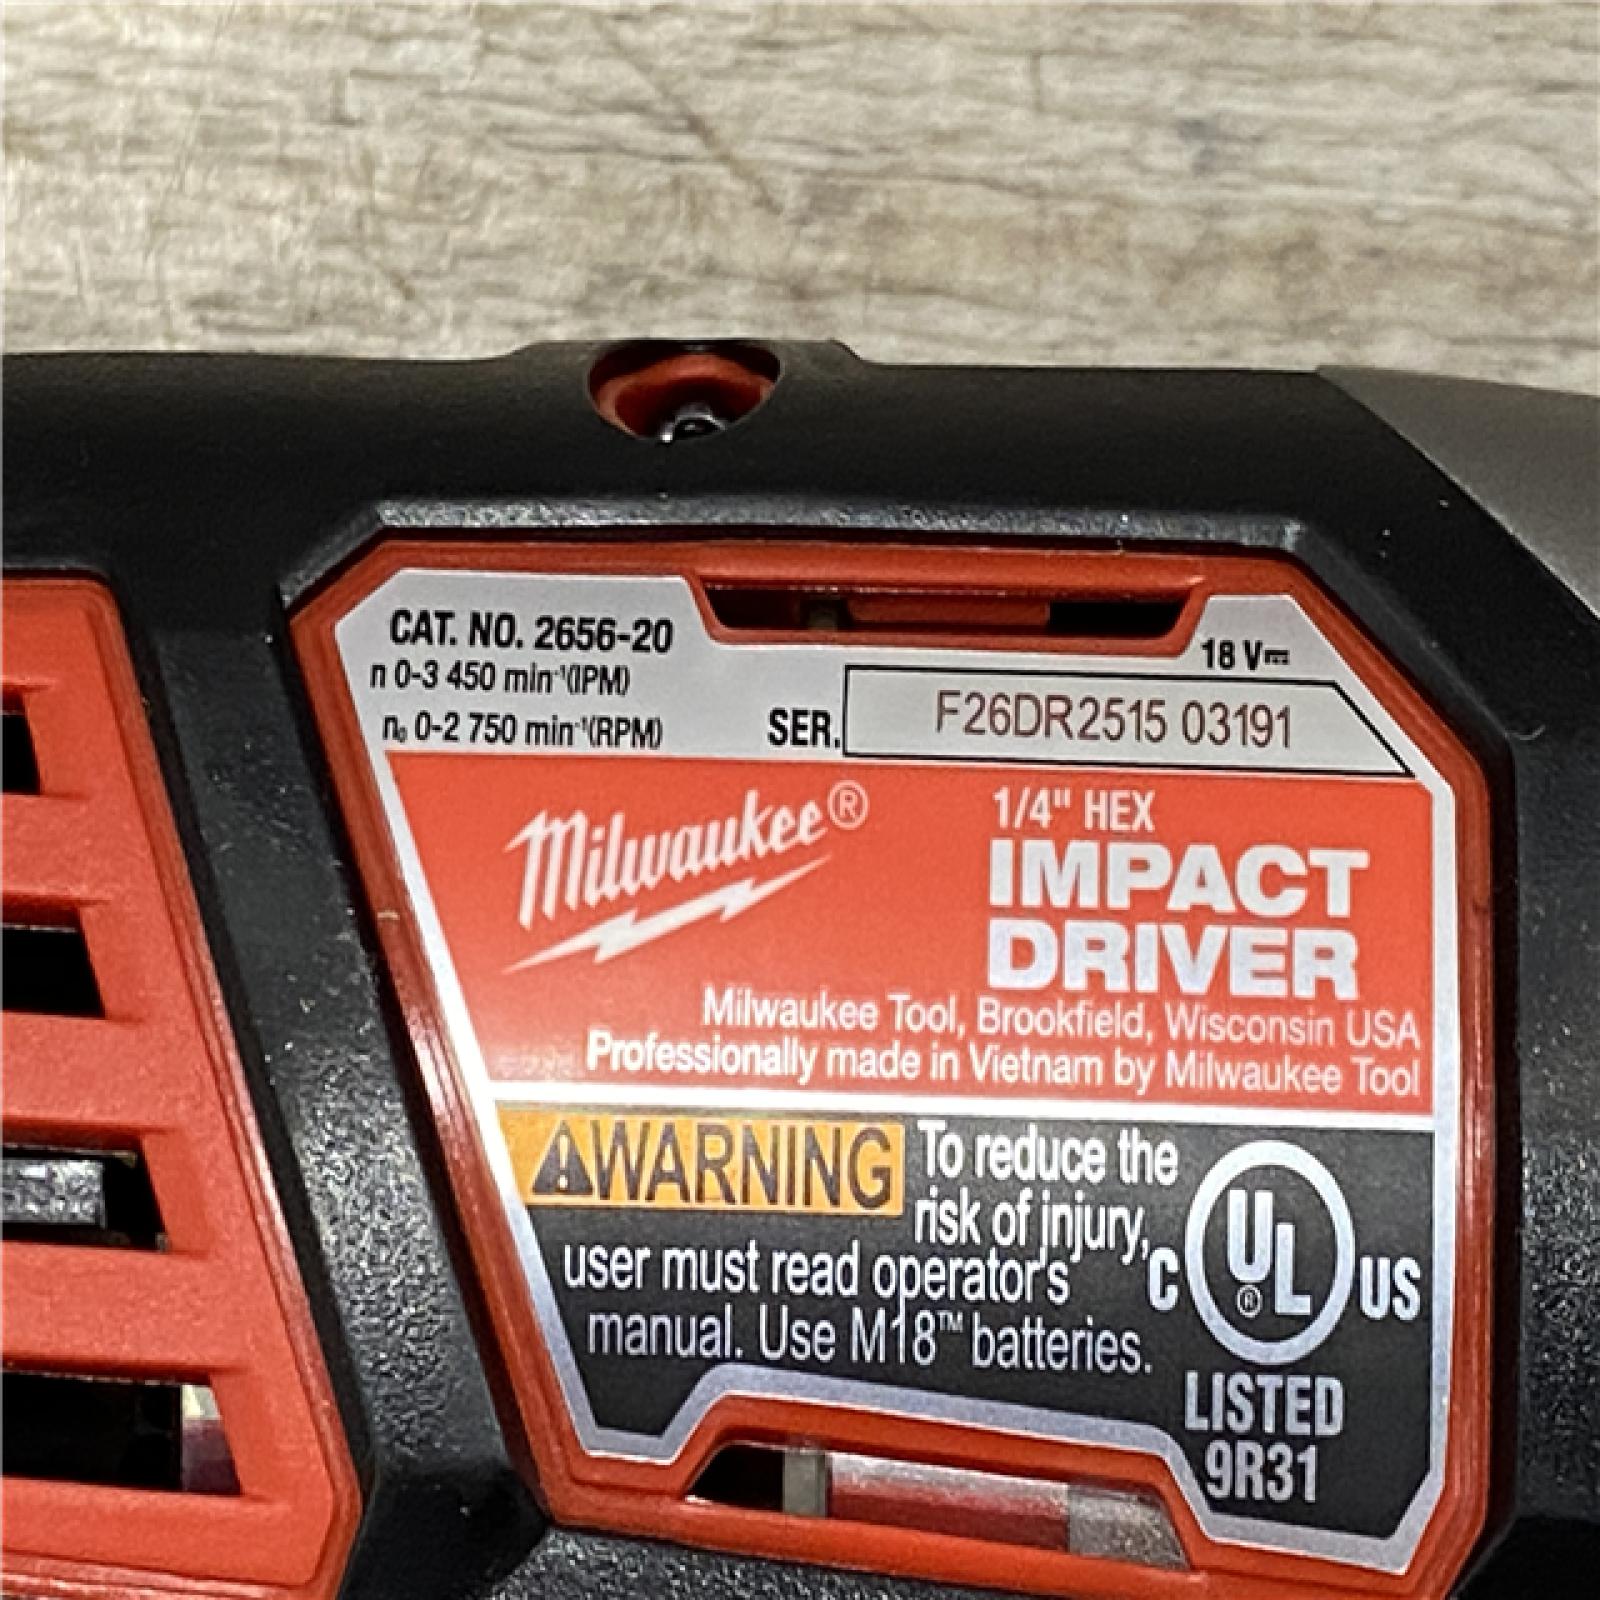 CAT. NO. 2656-20
n 0-3 450 min⁻¹(IPM)
n₀ 0-2 750 min⁻¹(RPM)
18 V⎓
SER. F26DR2515 03191
Milwaukee®
1/4" HEX
IMPACT
DRIVER
Milwaukee Tool, Brookfield, Wisconsin USA
Professionally made in Vietnam by Milwaukee Tool
⚠WARNING To reduce the
risk of injury,
user must read operator's
manual. Use M18™ batteries.
C UL® US
LISTED
9R31